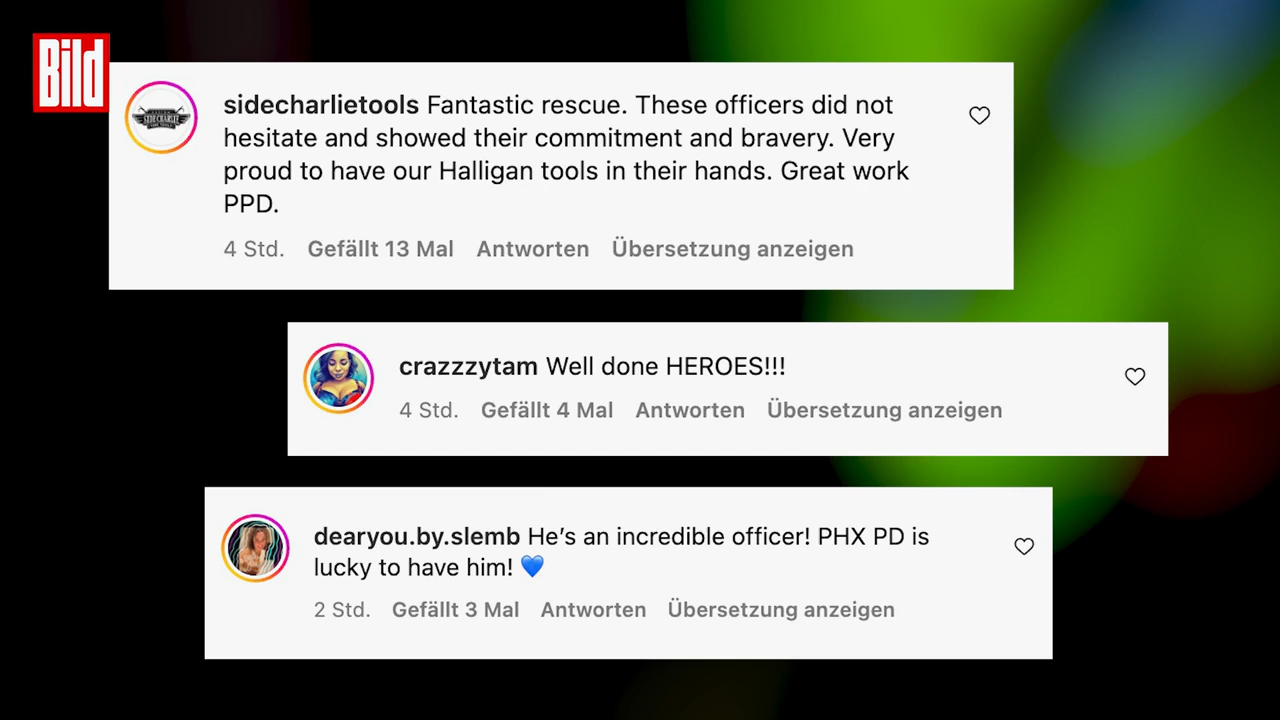 Bild
SIDE CHARLIE
sidecharlietools Fantastic rescue. These officers did not
hesitate and showed their commitment and bravery. Very
proud to have our Halligan tools in their hands. Great work
PPD.
4 Std. Gefällt 13 Mal Antworten Übersetzung anzeigen
crazzzytam Well done HEROES!!!
4 Std. Gefällt 4 Mal Antworten Übersetzung anzeigen
dearyou.by.slemb He’s an incredible officer! PHX PD is
lucky to have him! 💙
2 Std. Gefällt 3 Mal Antworten Übersetzung anzeigen